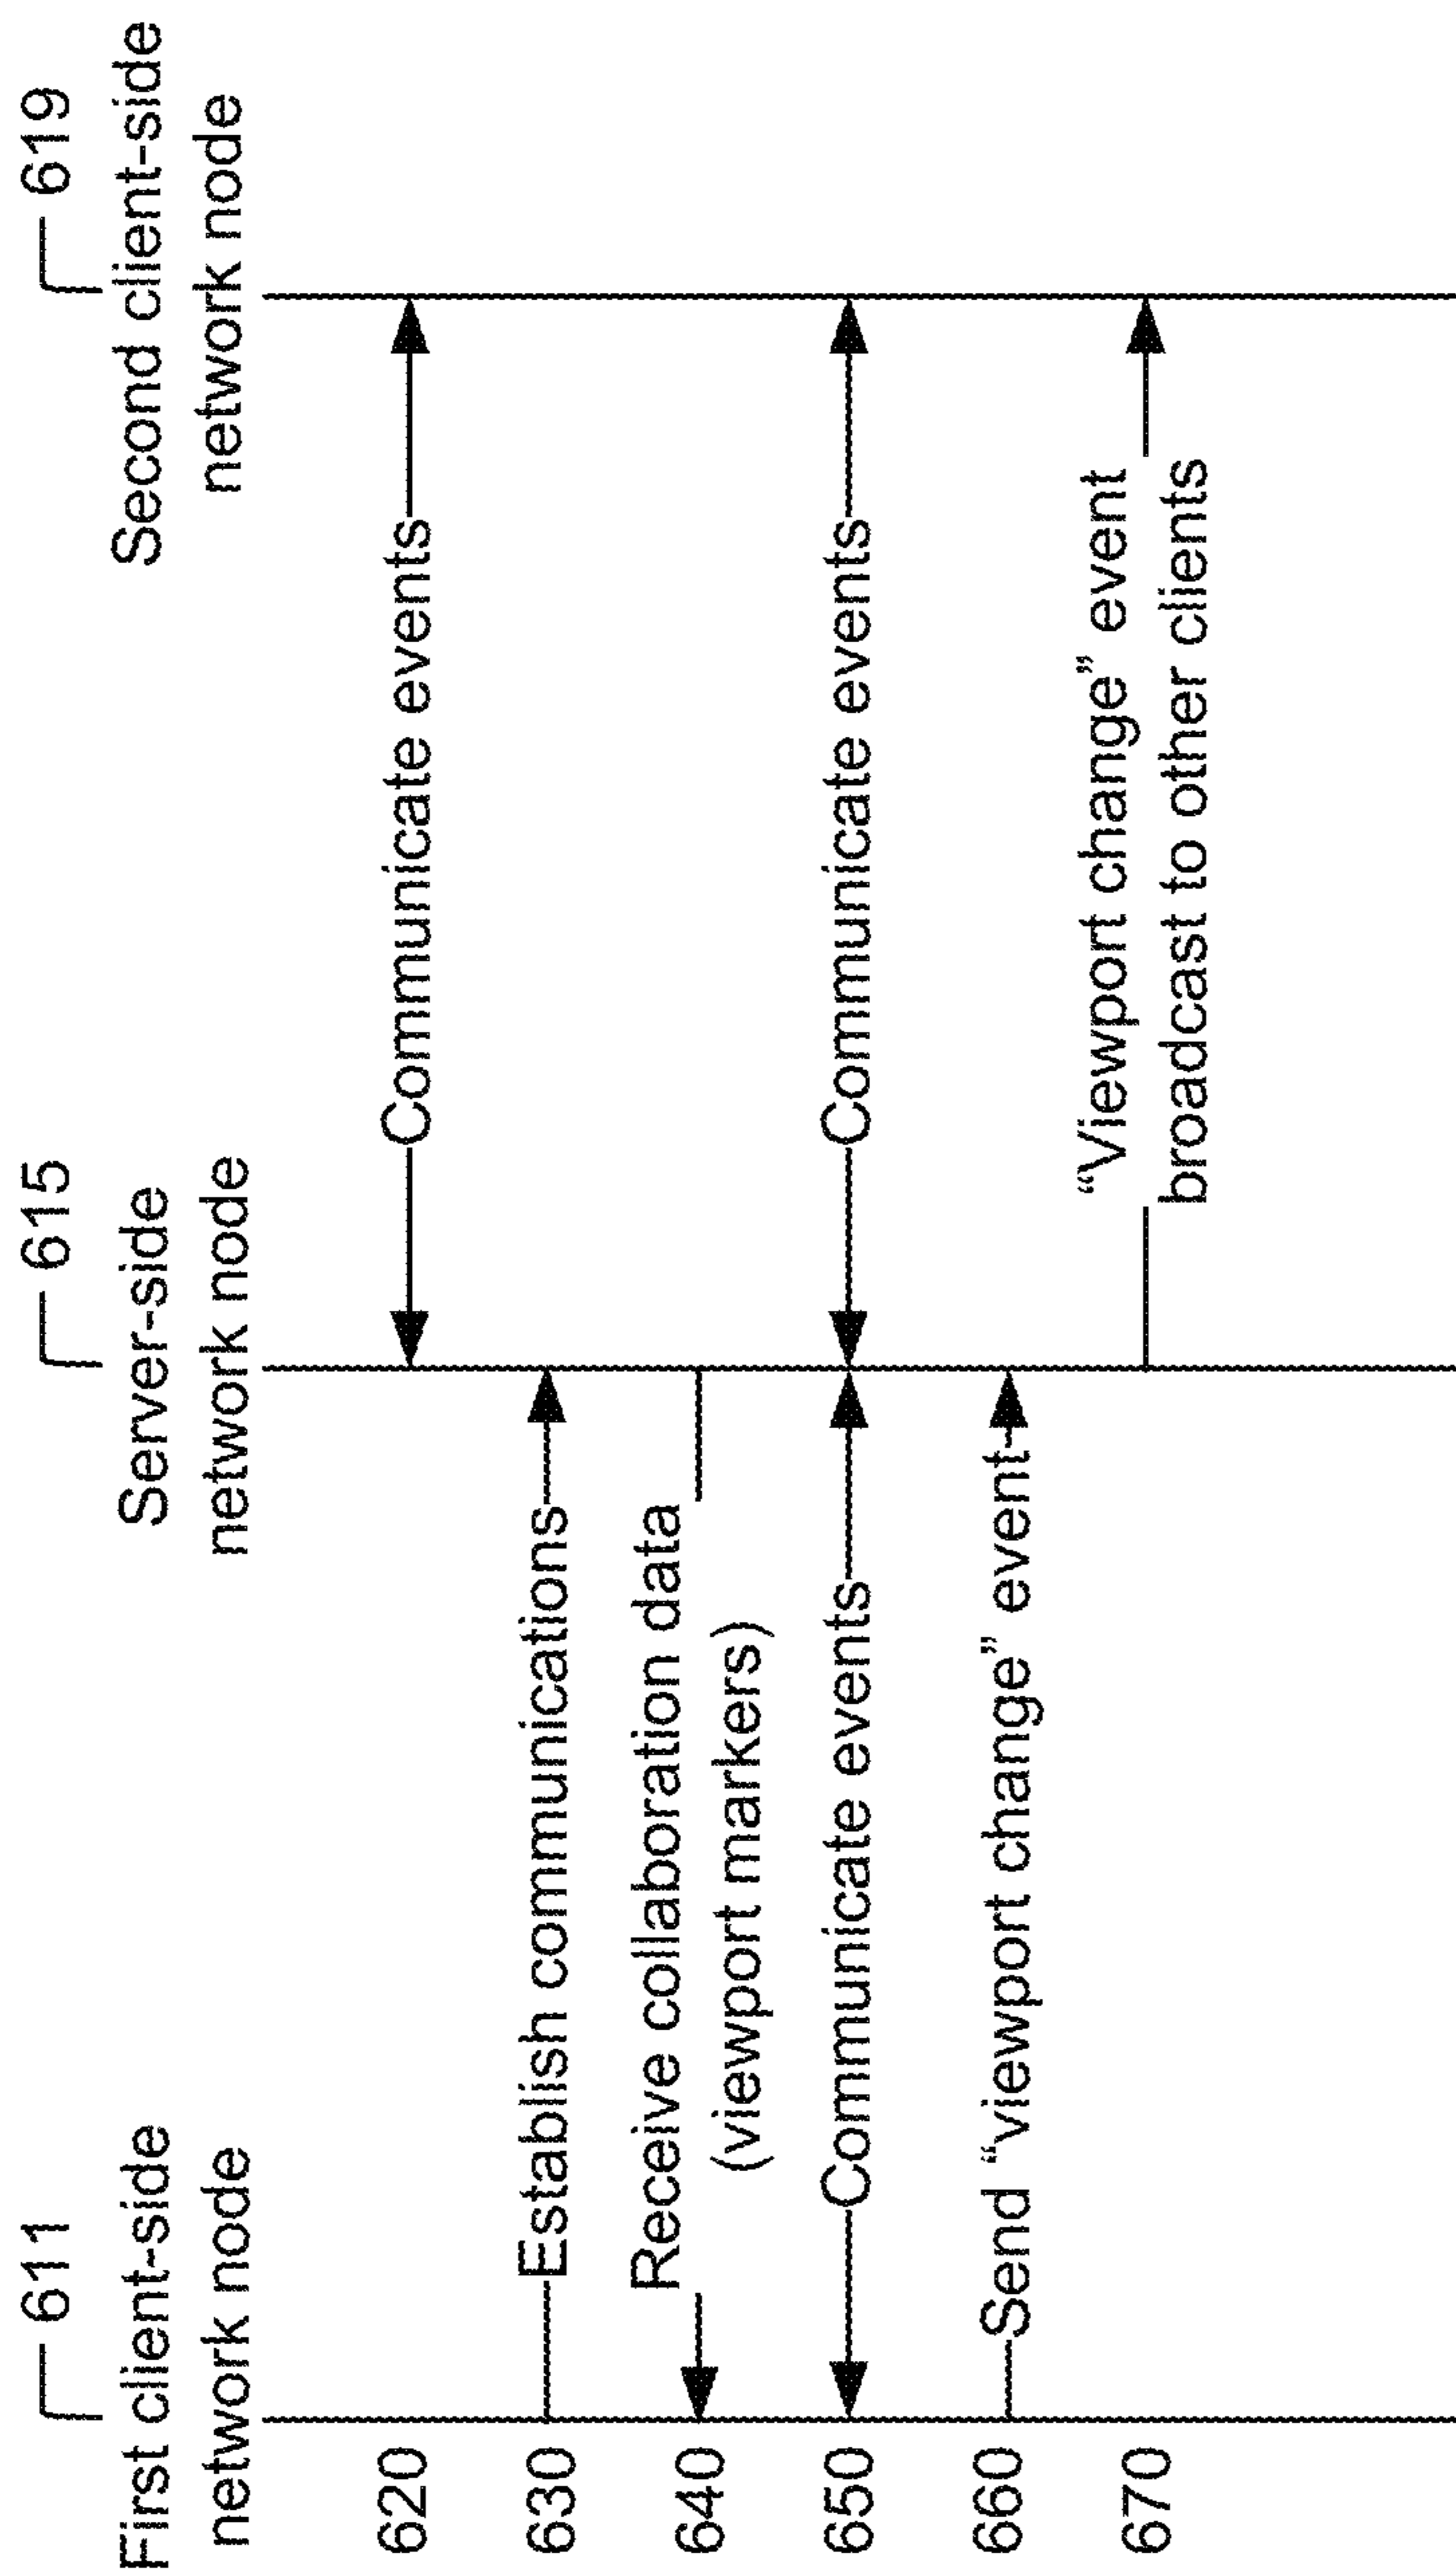 611
First client-side
network node
615
Server-side
network node
619
Second client-side
network node
620
Communicate events
630
Establish communications
640
Receive collaboration data
(viewport markers)
650
Communicate events
Communicate events
660
Send “viewport change” event
670
“Viewport change” event
broadcast to other clients